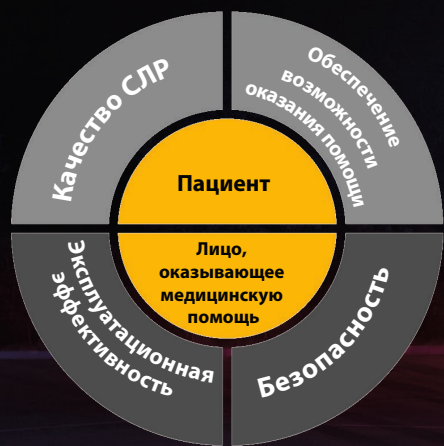 Качество СЛР
Обеспечение
возможности
оказания помощи
Пациент
Лицо,
оказывающее
медицинскую
помощь
Эксплуатационная
эффективность
Безопасность